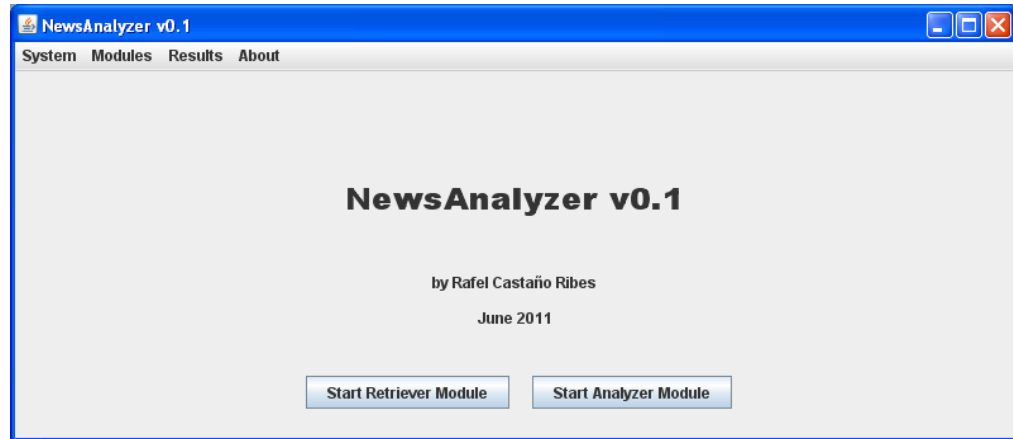 NewsAnalyzer v0.1
System Modules Results About
NewsAnalyzer v0.1
by Rafel Castaño Ribes
June 2011
Start Retriever Module Start Analyzer Module